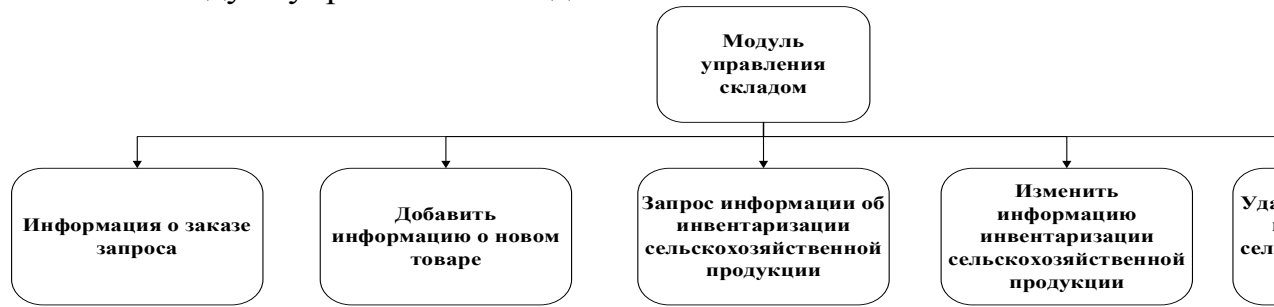 Модуль
управления
складом
Информация о заказе
запроса
Добавить
информацию о новом
товаре
Запрос информации об
инвентаризации
сельскохозяйственной
продукции
Изменить
информацию
инвентаризации
сельскохозяйственной
продукции